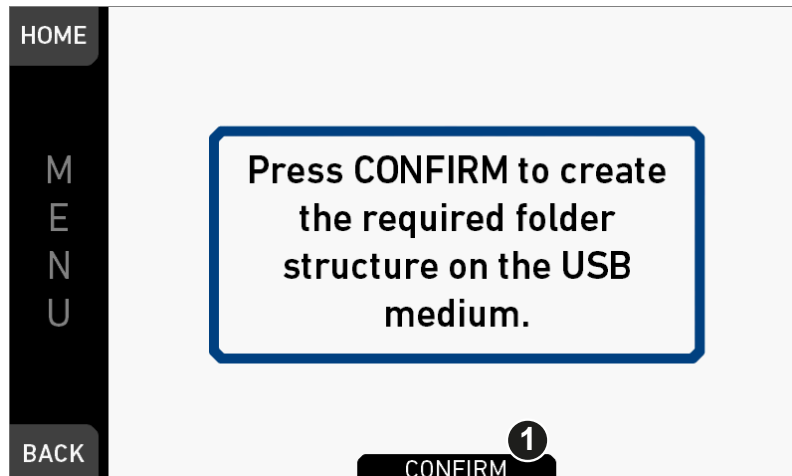 HOME
M
E
N
U
Press CONFIRM to create
the required folder
structure on the USB
medium.
BACK
1
CONFIRM